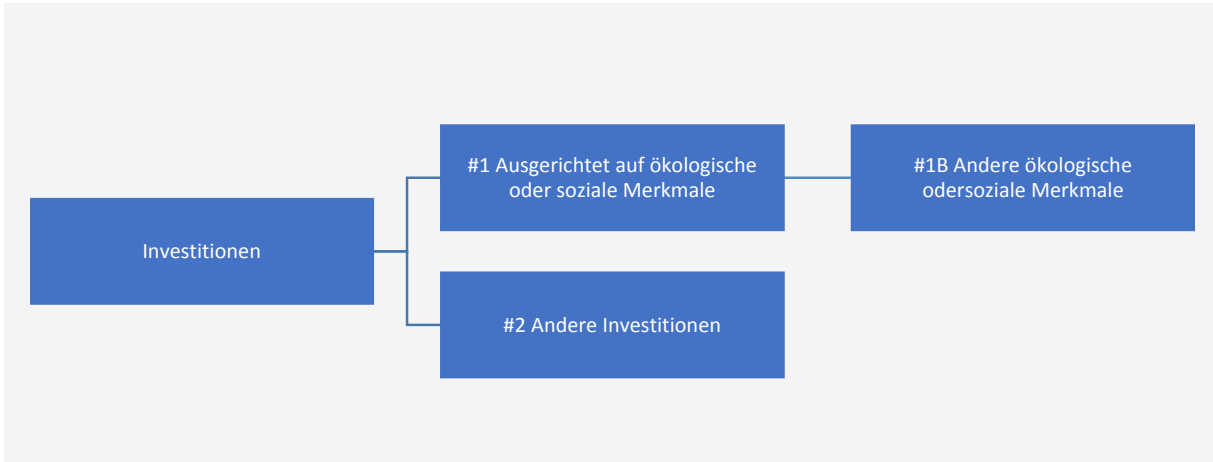 #1 Ausgerichtet auf ökologische
oder soziale Merkmale
#1B Andere ökologische
odersoziale Merkmale
Investitionen
#2 Andere Investitionen